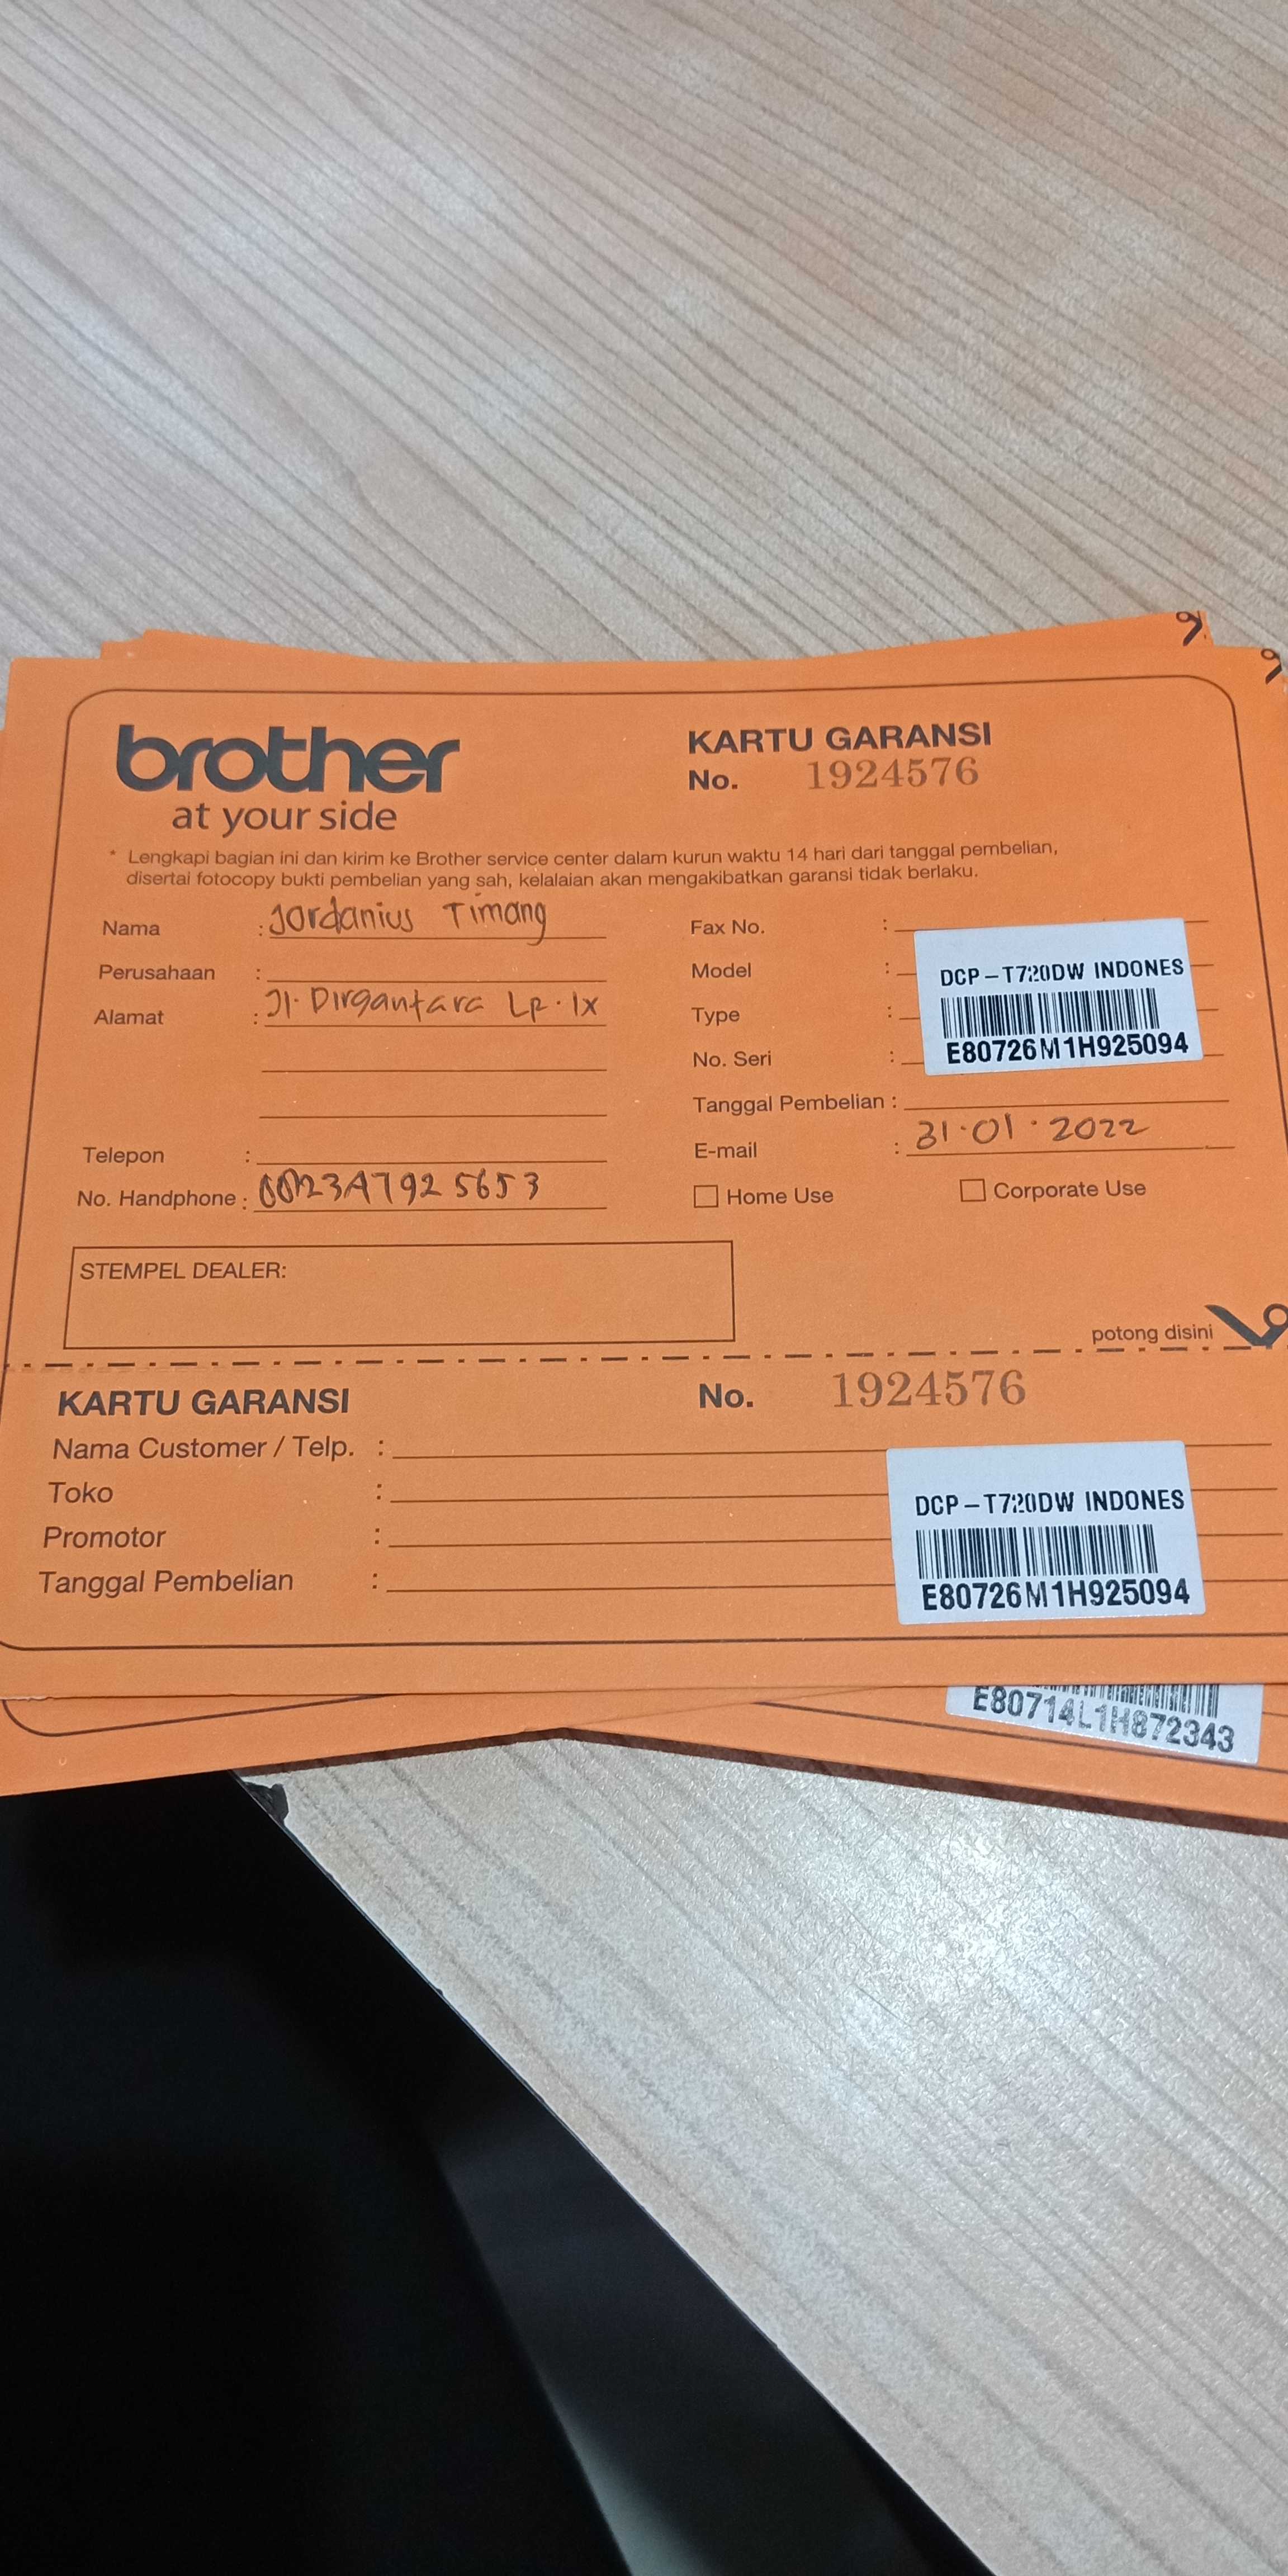 brother
at your side
KARTU GARANSI
No. 1924576
* Lengkapi bagian ini dan kirim ke Brother service center dalam kurun waktu 14 hari dari tanggal pembelian,
disertai fotocopy bukti pembelian yang sah, kelalaian akan mengakibatkan garansi tidak berlaku.
Nama : Jordanius Timang
Perusahaan :
Alamat : Jl. Dirgantara Lr. IX
Telepon :
No. Handphone :
Fax No. :
Model :
Type :
No. Seri :
DCP-T720DW INDONES
E80726M1H925094
Tanggal Pembelian :
E-mail : 31.01.2022
Home Use
Corporate Use
STEMPEL DEALER:
potong disini
KARTU GARANSI
No. 1924576
Nama Customer / Telp. :
Toko :
Promotor :
Tanggal Pembelian :
DCP-T720DW INDONES
E80726M1H925094
E80714L1H872343